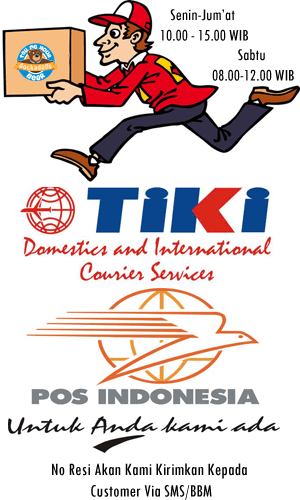 Senin-Jum'at
10.00 - 15.00 WIB
Sabtu
08.00-12.00 WIB
TIKI
Domestics and International
Courier Services
POS INDONESIA
Untuk Anda kami ada
No Resi Akan Kami Kirimkan Kepada
Customer Via SMS/BBM